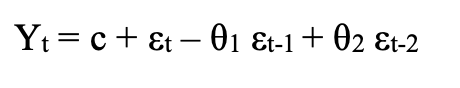 Yt = c + εt – θ1 εt-1 + θ2 εt-2